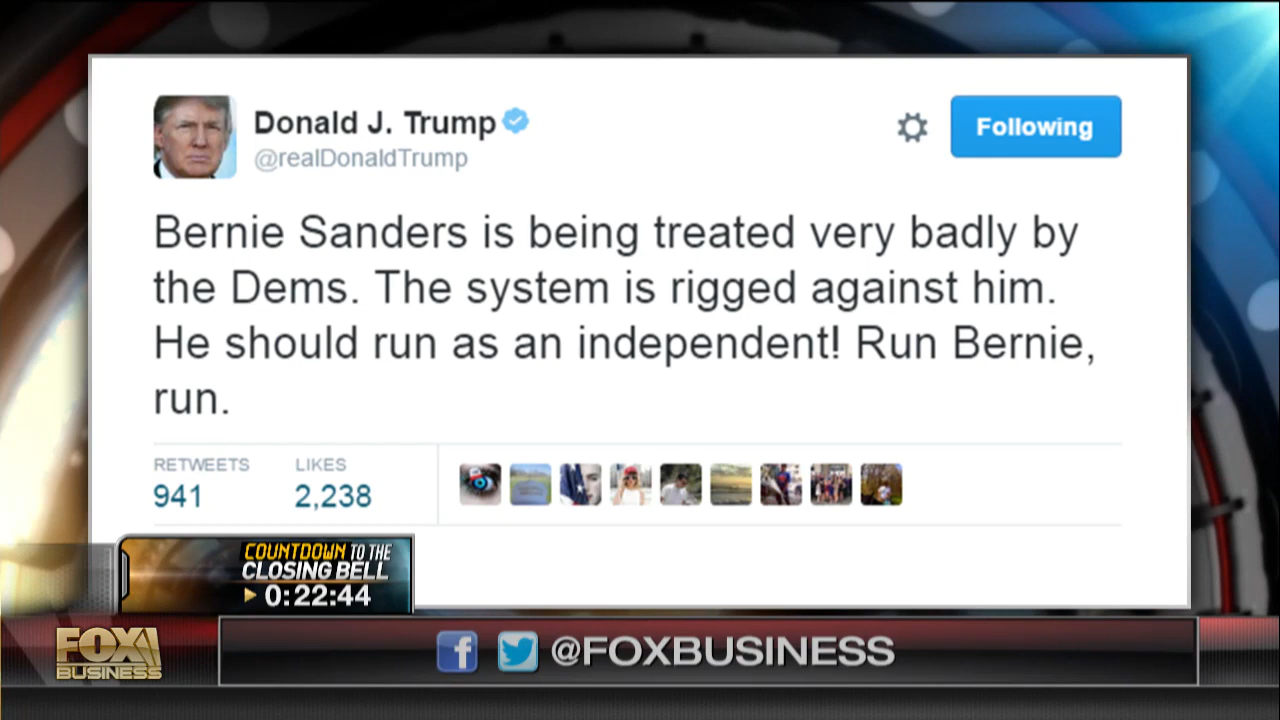 Donald J. Trump
@realDonaldTrump
Following
Bernie Sanders is being treated very badly by
the Dems. The system is rigged against him.
He should run as an independent! Run Bernie,
run.
RETWEETS
941
LIKES
2,238
COUNTDOWN TO THE
CLOSING BELL
0:22:44
FOX
BUSINESS
f @FOXBUSINESS